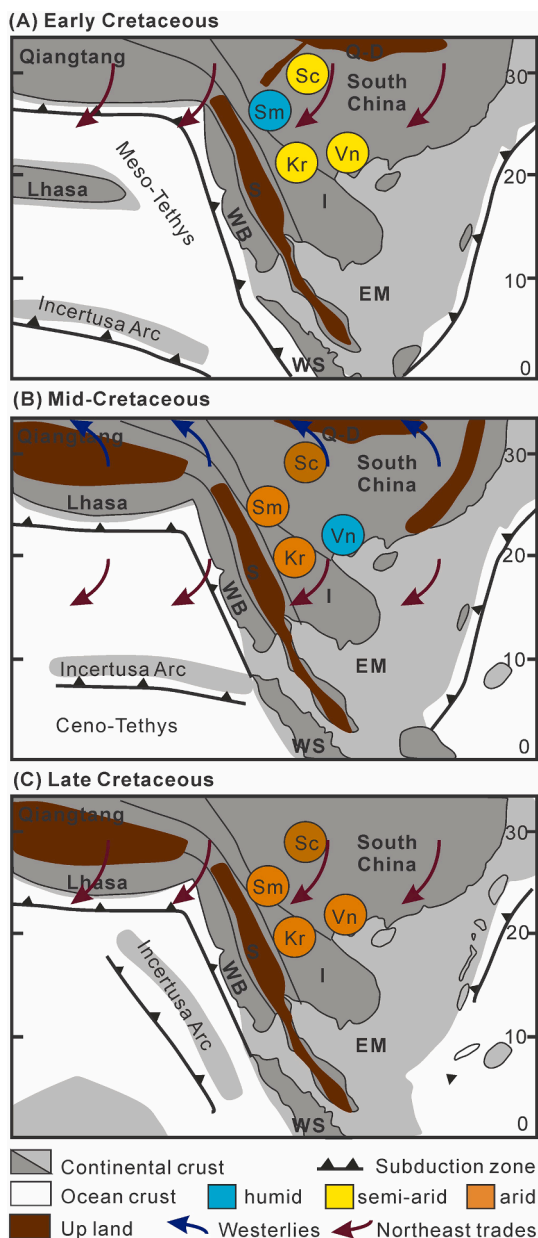 (A) Early Cretaceous
Q-D
Qiangtang
Sc
South
China
30
Sm
Meso-Tethys
Kr
Vn
20
Lhasa
S
I
WB
EM
10
Incertusa Arc
WS
0
(B) Mid-Cretaceous
Qiangtang
Q-D
Sc
South
China
30
Lhasa
Sm
Vn
Kr
20
S
I
WB
EM
Incertusa Arc
10
Ceno-Tethys
WS
0
(C) Late Cretaceous
Qiangtang
Sc
South
China
30
Lhasa
Sm
Vn
Kr
20
S
I
WB
Incertusa Arc
EM
10
WS
0
Continental crust
Subduction zone
Ocean crust
humid
semi-arid
arid
Up land
Westerlies
Northeast trades